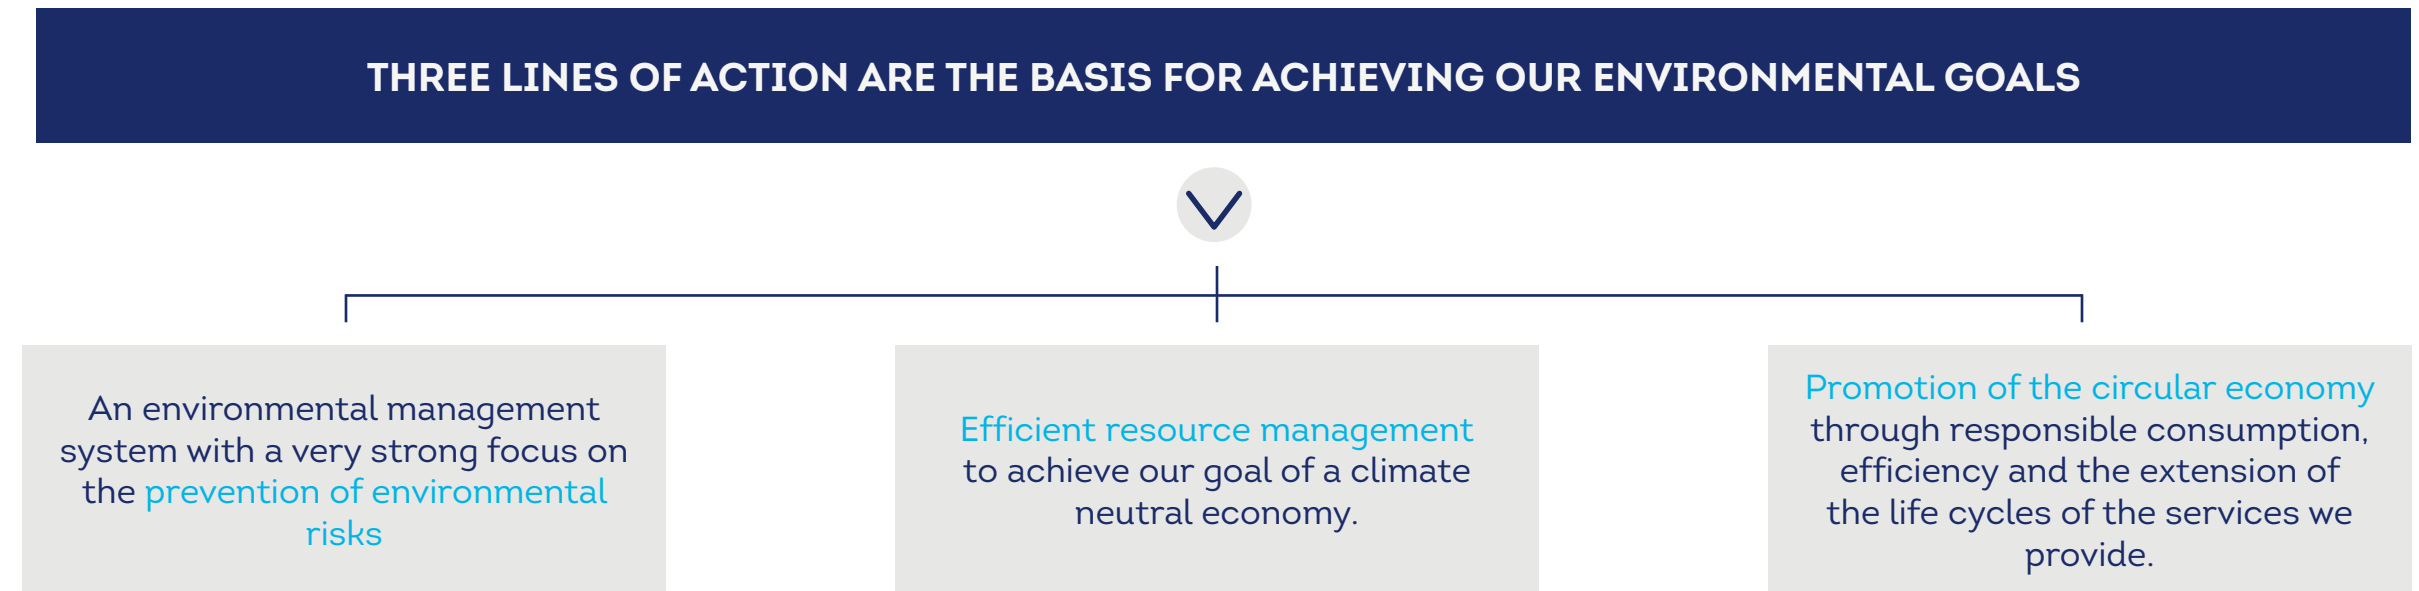 THREE LINES OF ACTION ARE THE BASIS FOR ACHIEVING OUR ENVIRONMENTAL GOALS
An environmental management
system with a very strong focus on
the prevention of environmental
risks
Efficient resource management
to achieve our goal of a climate
neutral economy.
Promotion of the circular economy
through responsible consumption,
efficiency and the extension of
the life cycles of the services we
provide.